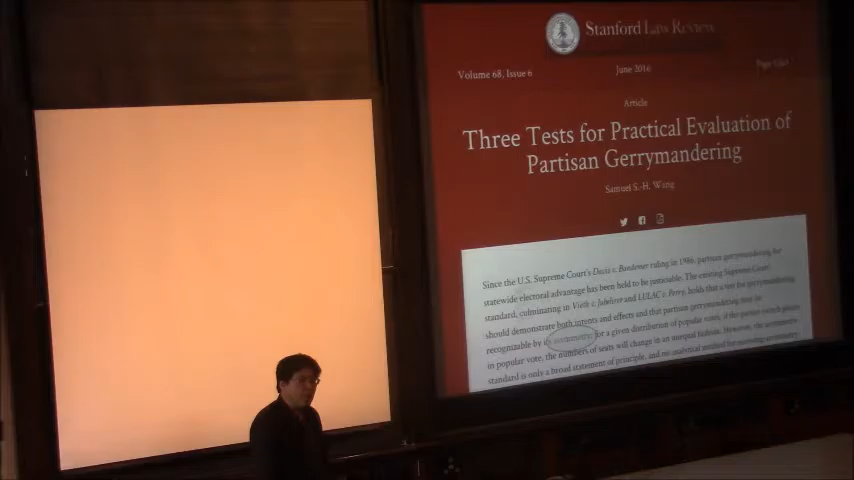 Stanford Law Review
Volume 68, Issue 6
June 2016
Page
Article
Three Tests for Practical Evaluation of
Partisan Gerrymandering
Samuel S.-H. Wang
Since the U.S. Supreme Court's Davis v. Bandemer ruling in 1986, partisan gerrymandering for
statewide electoral advantage has been held to be justiciable. The existing Supreme Court
standard, culminating in Vieth v. Jubelirer and LULAC v. Perry, holds that a test for gerrymandering
should demonstrate both intents and effects and that partisan gerrymandering may be
recognizable by its asymmetry: for a given distribution of popular votes, if the parties switch places
in popular vote, the numbers of seats will change in an unequal fashion. However, the asymmetry
standard is only a broad statement of principle, and no analytical method for assessing asymmetry